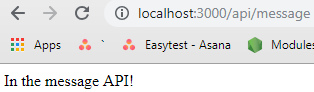 localhost:3000/api/message
Apps ` Easytest - Asana Modules
In the message API!